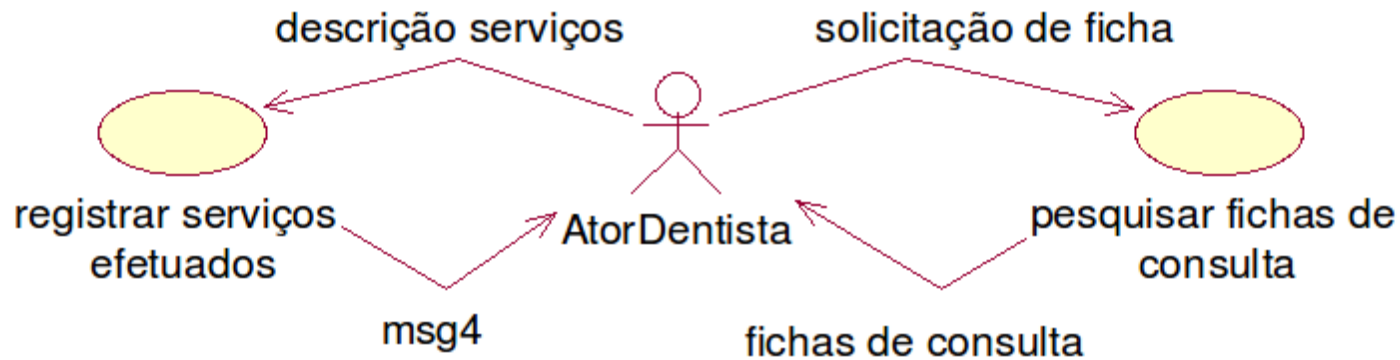 descrição serviços
solicitação de ficha
registrar serviços
efetuados
AtorDentista
pesquisar fichas de
consulta
msg4
fichas de consulta